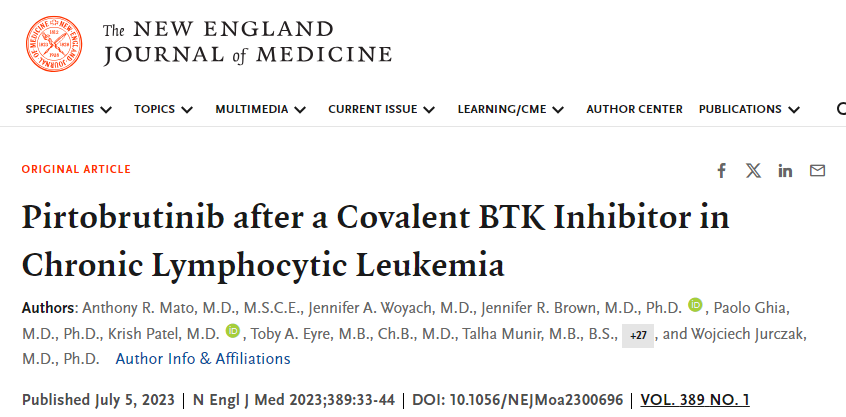 The NEW ENGLAND
JOURNAL of MEDICINE
SPECIALTIES TOPICS MULTIMEDIA CURRENT ISSUE LEARNING/CME AUTHOR CENTER PUBLICATIONS
ORIGINAL ARTICLE
Pirtobrutinib after a Covalent BTK Inhibitor in
Chronic Lymphocytic Leukemia
Authors: Anthony R. Mato, M.D., M.S.C.E., Jennifer A. Woyach, M.D., Jennifer R. Brown, M.D., Ph.D. iD, Paolo Ghia,
M.D., Ph.D., Krish Patel, M.D. iD, Toby A. Eyre, M.B., Ch.B., M.D., Talha Munir, M.B., B.S., +27, and Wojciech Jurczak,
M.D., Ph.D. Author Info & Affiliations
Published July 5, 2023 | N Engl J Med 2023;389:33-44 | DOI: 10.1056/NEJMoa2300696 | VOL. 389 NO. 1